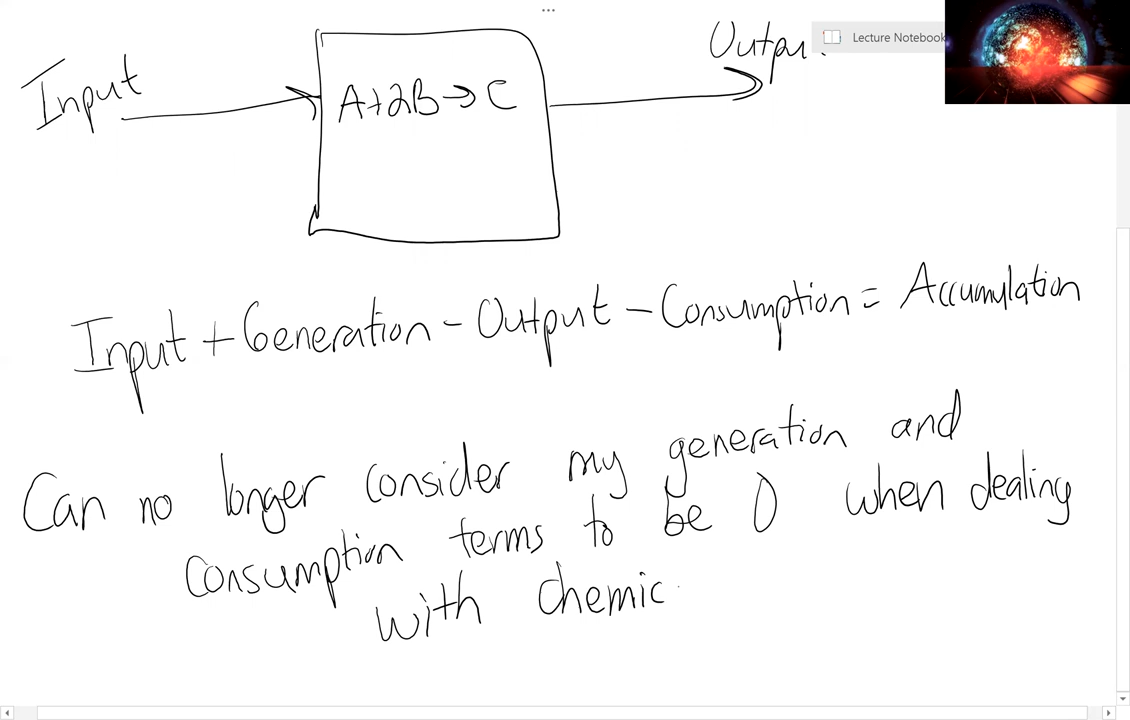 Input
Outpu
Lecture Notebook
A+2B→C
Input + Generation - Output - Consumption = Accumulation
Can no longer consider my generation and
consumption terms to be 0 when dealing
with chemic